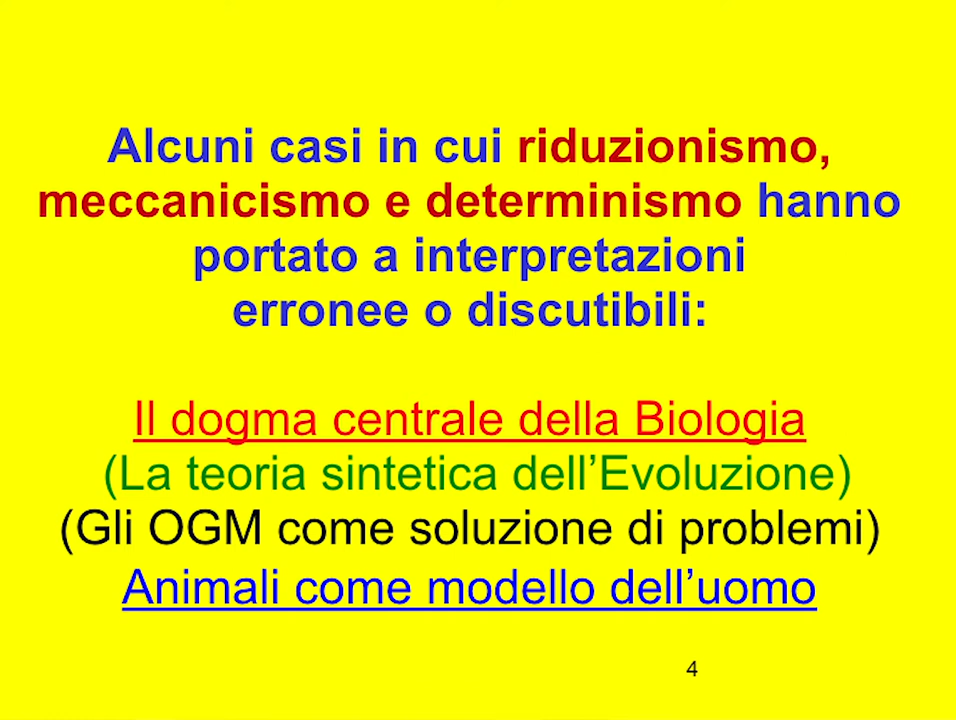 Alcuni casi in cui riduzionismo,
meccanicismo e determinismo hanno
portato a interpretazioni
erronee o discutibili:
Il dogma centrale della Biologia
(La teoria sintetica dell’Evoluzione)
(Gli OGM come soluzione di problemi)
Animali come modello dell’uomo
4